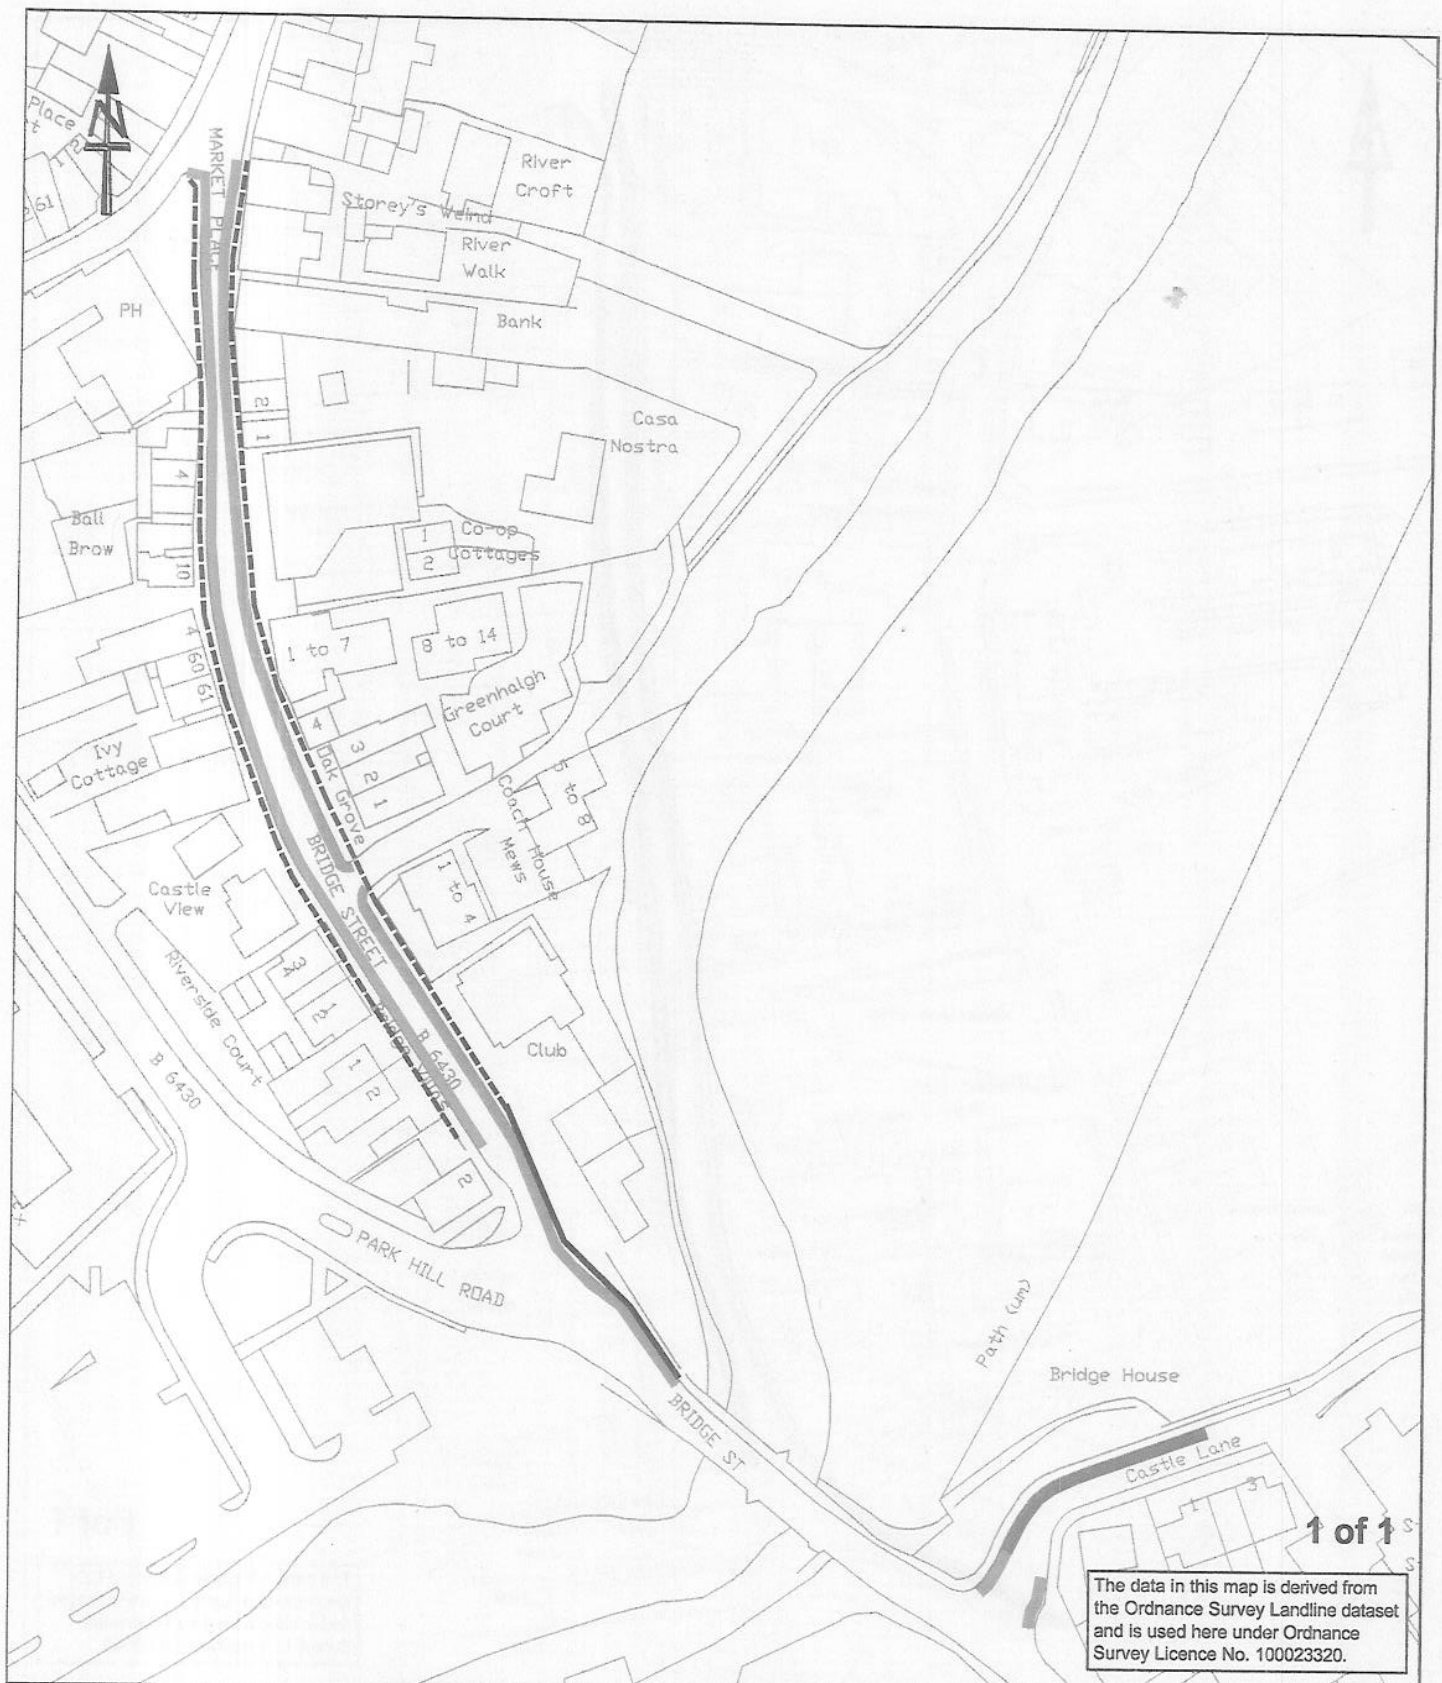 N
Place
t
1
2
61
MARKET PLACE
River
Croft
Storey's Weind
River
Walk
Bank
PH
2
1
Casa
Nostra
4
Ball
Brow
10
1
2
Co-op
Cottages
1 to 7
8 to 14
Greenhalgh
Court
4
60
61
4
3
2
1
Oak Grove
Ivy
Cottage
5 to 8
Coach House
Mews
1 to 4
BRIDGE STREET
Castle
View
Riverside Court
3
1
2
1
2
B 6430
B 6430
Club
2
PARK HILL ROAD
Path (um)
Bridge House
BRIDGE ST
Castle Lane
1
3
1 of 1
The data in this map is derived from
the Ordnance Survey Landline dataset
and is used here under Ordnance
Survey Licence No. 100023320.